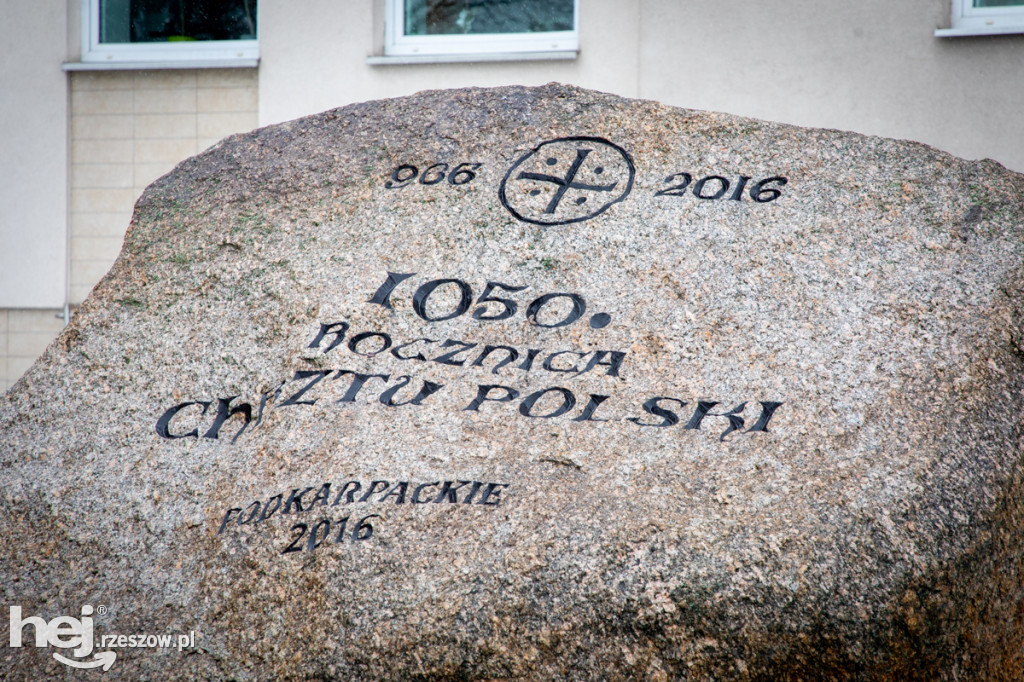 966 2016
1050.
ROCZNICA
CHRZTU POLSKI
PODKARPACKIE
2016
hej® .rzeszow.pl